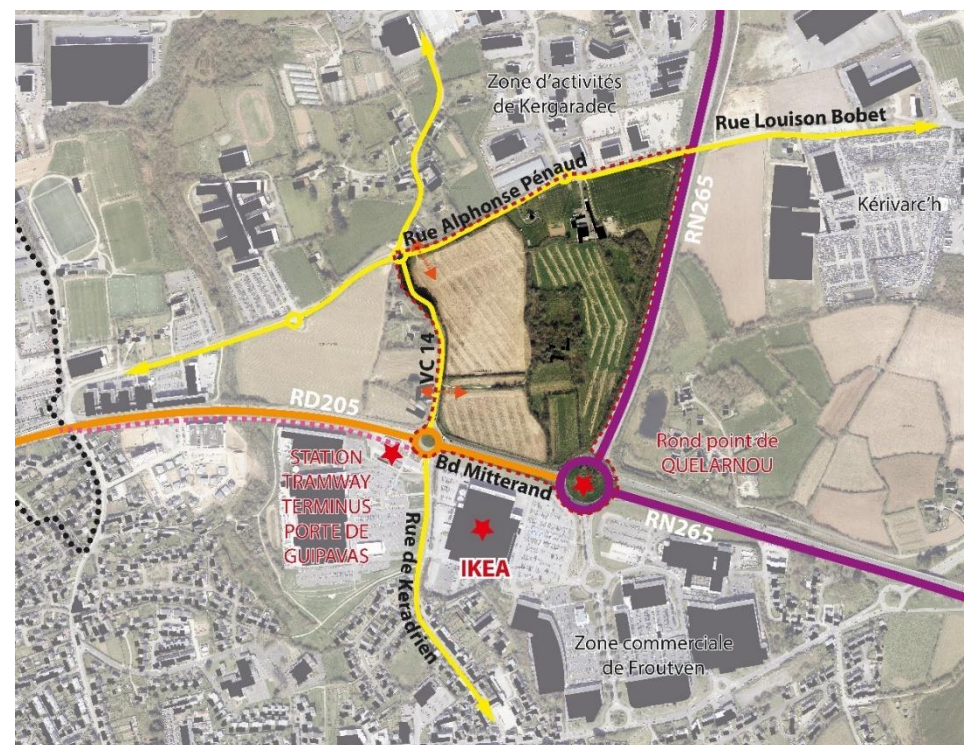 Zone d'activités
de Kergaradec
Rue Louison Bobet
Rue Alphonse Pénaud
RN265
Kérivarc'h
VC 14
RD205
STATION
TRAMWAY
TERMINUS
PORTE DE
GUIPAVAS
Bd Mitterand
Rond point de
QUELARNOU
RN265
IKEA
Rue de Keradrien
Zone commerciale
de Froutven